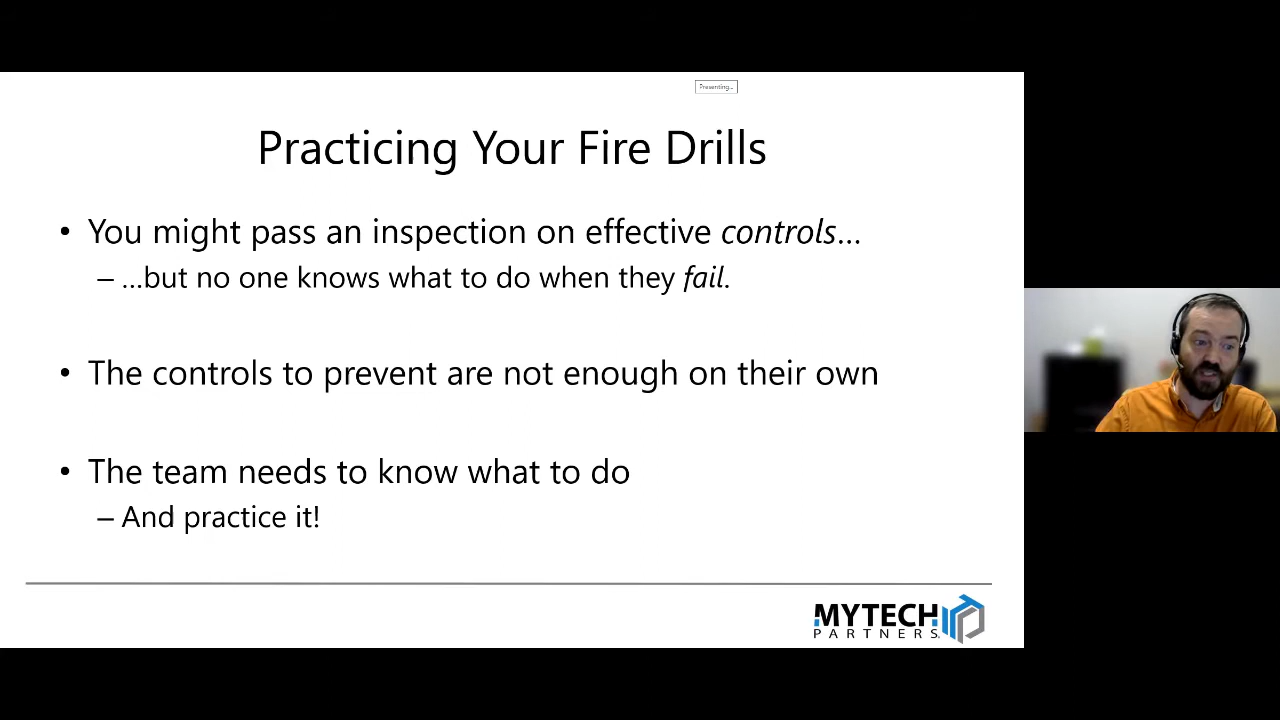 Presenting...
Practicing Your Fire Drills
• You might pass an inspection on effective controls...
– ...but no one knows what to do when they fail.
• The controls to prevent are not enough on their own
• The team needs to know what to do
– And practice it!
MYTECH
PARTNERS